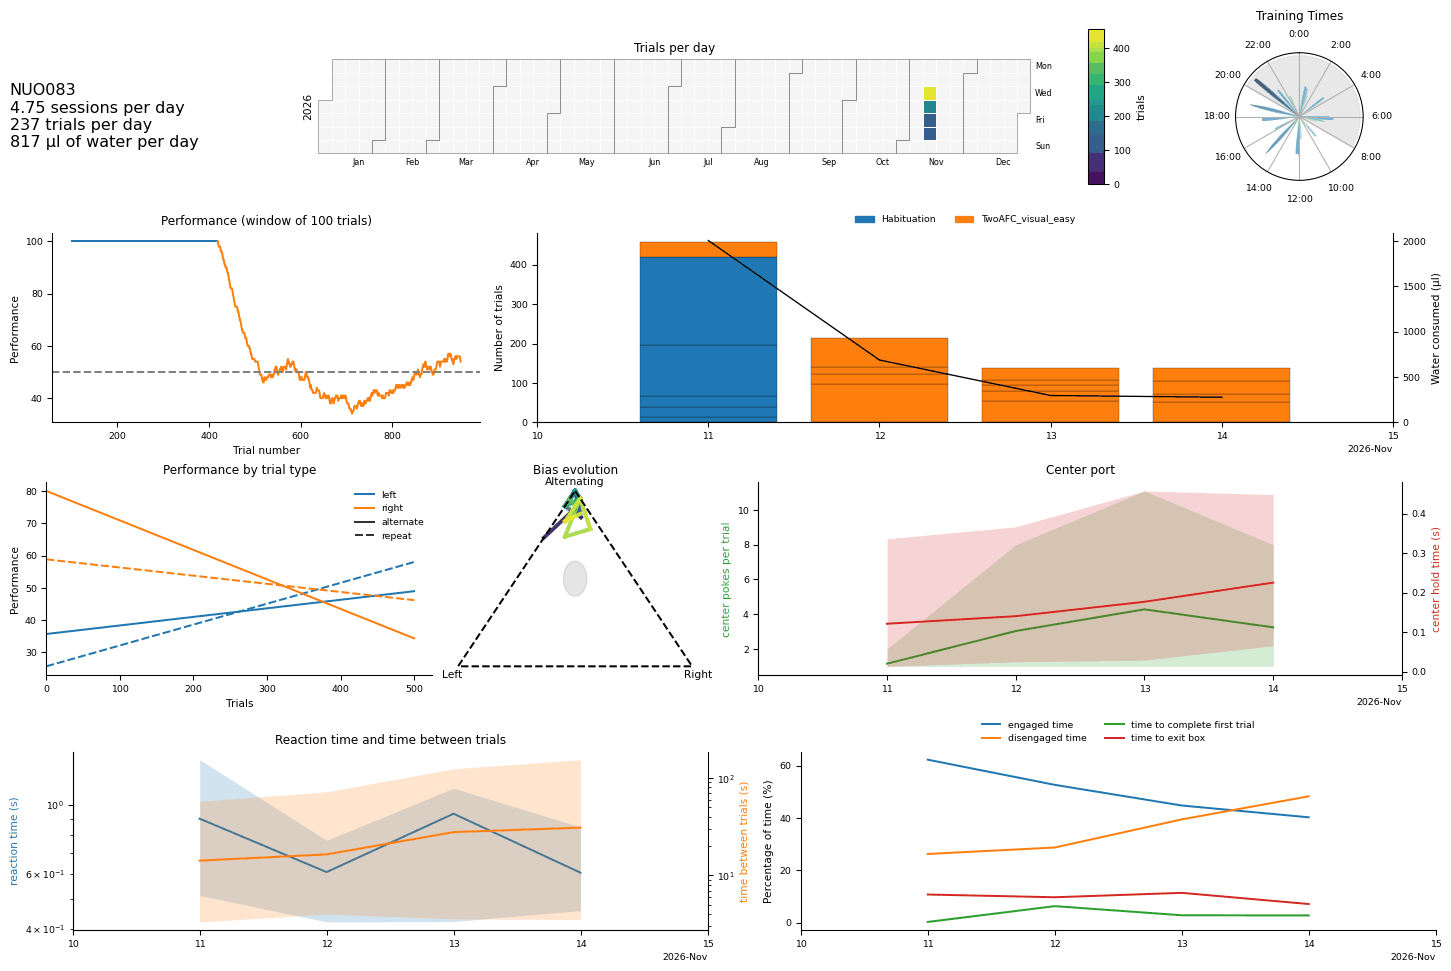 NUO083
4.75 sessions per day
237 trials per day
817 µl of water per day
Trials per day
2026
Mon
Wed
Fri
Sun
Jan Feb Mar Apr May Jun Jul Aug Sep Oct Nov Dec
400
300
200
100
0
trials
Training Times
0:00
2:00
4:00
6:00
8:00
10:00
12:00
14:00
16:00
18:00
20:00
22:00
Performance (window of 100 trials)
Performance
100
80
60
40
200 400 600 800
Trial number
Habituation TwoAFC_visual_easy
Number of trials
400
300
200
100
0
10 11 12 13 14 15
2026-Nov
2000
1500
1000
500
0
Water consumed (µl)
Performance by trial type
Performance
80
70
60
50
40
30
0 100 200 300 400 500
Trials
left
right
alternate
repeat
Bias evolution
Alternating
Left Right
Center port
center pokes per trial
10
8
6
4
2
10 11 12 13 14 15
2026-Nov
0.4
0.3
0.2
0.1
0.0
center hold time (s)
Reaction time and time between trials
reaction time (s)
10⁰
6 × 10⁻¹
4 × 10⁻¹
10 11 12 13 14 15
2026-Nov
10²
10¹
time between trials (s)
engaged time time to complete first trial
disengaged time time to exit box
Percentage of time (%)
60
40
20
0
10 11 12 13 14 15
2026-Nov